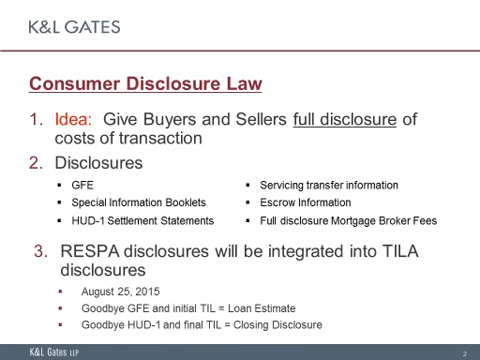 K&L GATES
Consumer Disclosure Law
1. Idea: Give Buyers and Sellers full disclosure of
costs of transaction
2. Disclosures
▪ GFE
▪ Special Information Booklets
▪ HUD-1 Settlement Statements
▪ Servicing transfer information
▪ Escrow Information
▪ Full disclosure Mortgage Broker Fees
3. RESPA disclosures will be integrated into TILA
disclosures
▪ August 25, 2015
▪ Goodbye GFE and initial TIL = Loan Estimate
▪ Goodbye HUD-1 and final TIL = Closing Disclosure
K&L Gates LLP
2